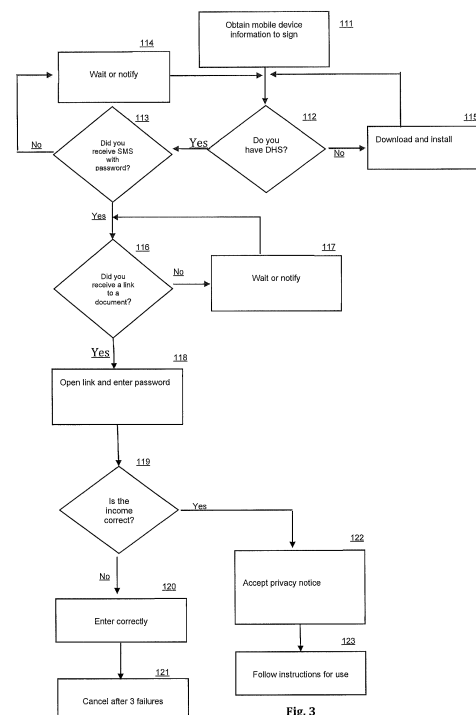 Obtain mobile device
information to sign
111
114
Wait or notify
113
112
115
No
Did you
receive SMS
with
password?
Yes
Do you
have DHS?
No
Download and install
Yes
116
117
Did you
receive a link
to a
document?
No
Wait or notify
Yes
118
Open link and enter password
119
Is the
income
correct?
Yes
122
No
120
Accept privacy notice
Enter correctly
123
121
Follow instructions for use
Cancel after 3 failures
Fig. 3